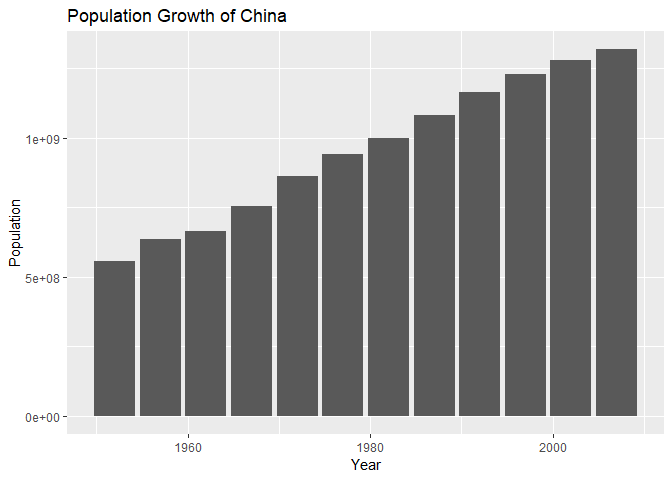 Population Growth of China
Population
1e+09
5e+08
0e+00
1960
1980
2000
Year